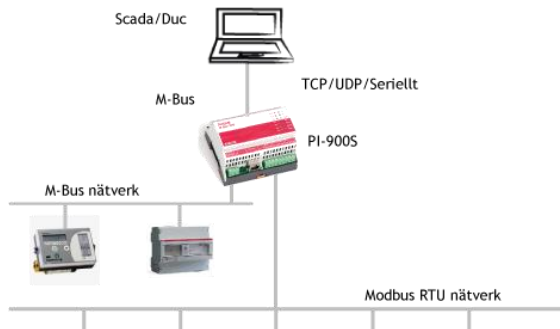 Scada/Duc
TCP/UDP/Seriellt
M-Bus
PI-900S
M-Bus nätverk
Modbus RTU nätverk